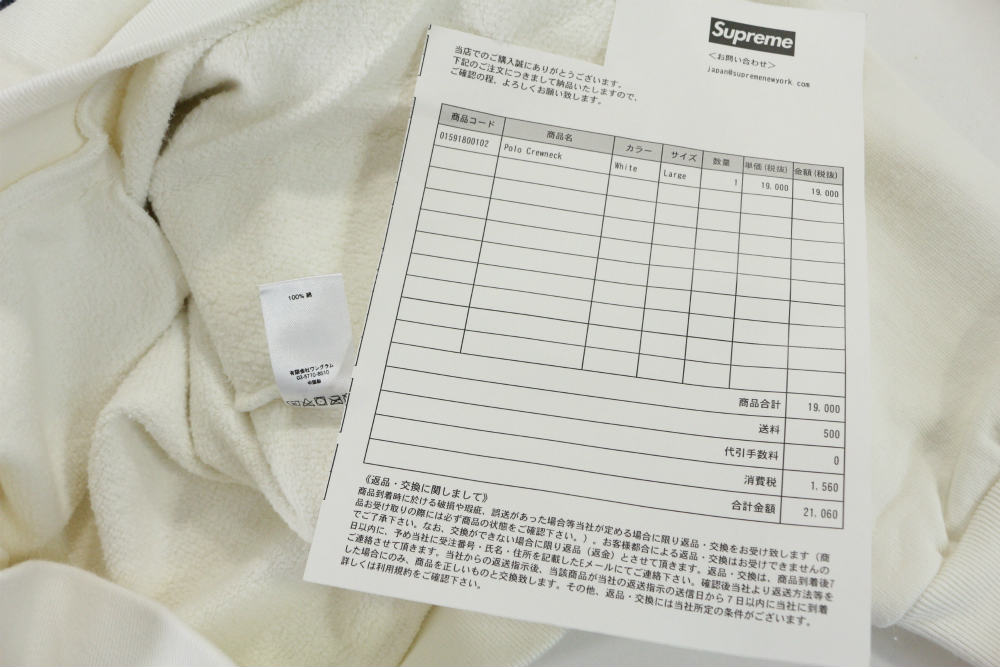 Supreme
＜お問い合わせ＞
japan@supremenewyork.com
当店でのご購入誠にありがとうございます。
下記のご注文につきまして納品いたしますので、
ご確認の程、よろしくお願い致します。
商品コード 商品名 カラー サイズ 数量 単価(税抜) 金額(税抜)
01591800102 Polo Crewneck White Large 1 19.000 19.000
商品合計 19.000
送料 500
代引手数料 0
消費税 1.560
合計金額 21.060
《返品・交換に関しまして》
商品到着時に於ける破損や瑕疵、誤送があった場合等当社が定める場合に限り返品・交換をお受け致します（商
品お受け取りの際には必ず商品の状態をご確認下さい。）。お客様都合による返品・交換はお受けできませんの
でご了承下さい。なお、交換ができない場合に限り返品（返金）とさせて頂きます。返品・交換は、商品到着後7
日以内に、予め当社に受注番号・氏名・住所を記載したEメールにてご連絡下さい。確認後当社より返送方法等を
ご連絡させて頂きます。当社からの返送指示後、当該商品が当社の返送指示の送信日から7日以内に当社に到着
した場合にのみ、商品を正しいものと交換致します。その他、返品・交換には当社所定の条件がございます。
詳しくは利用規約をご確認下さい。
100% 綿
有限会社ワングラム
03-5770-8510
中国製